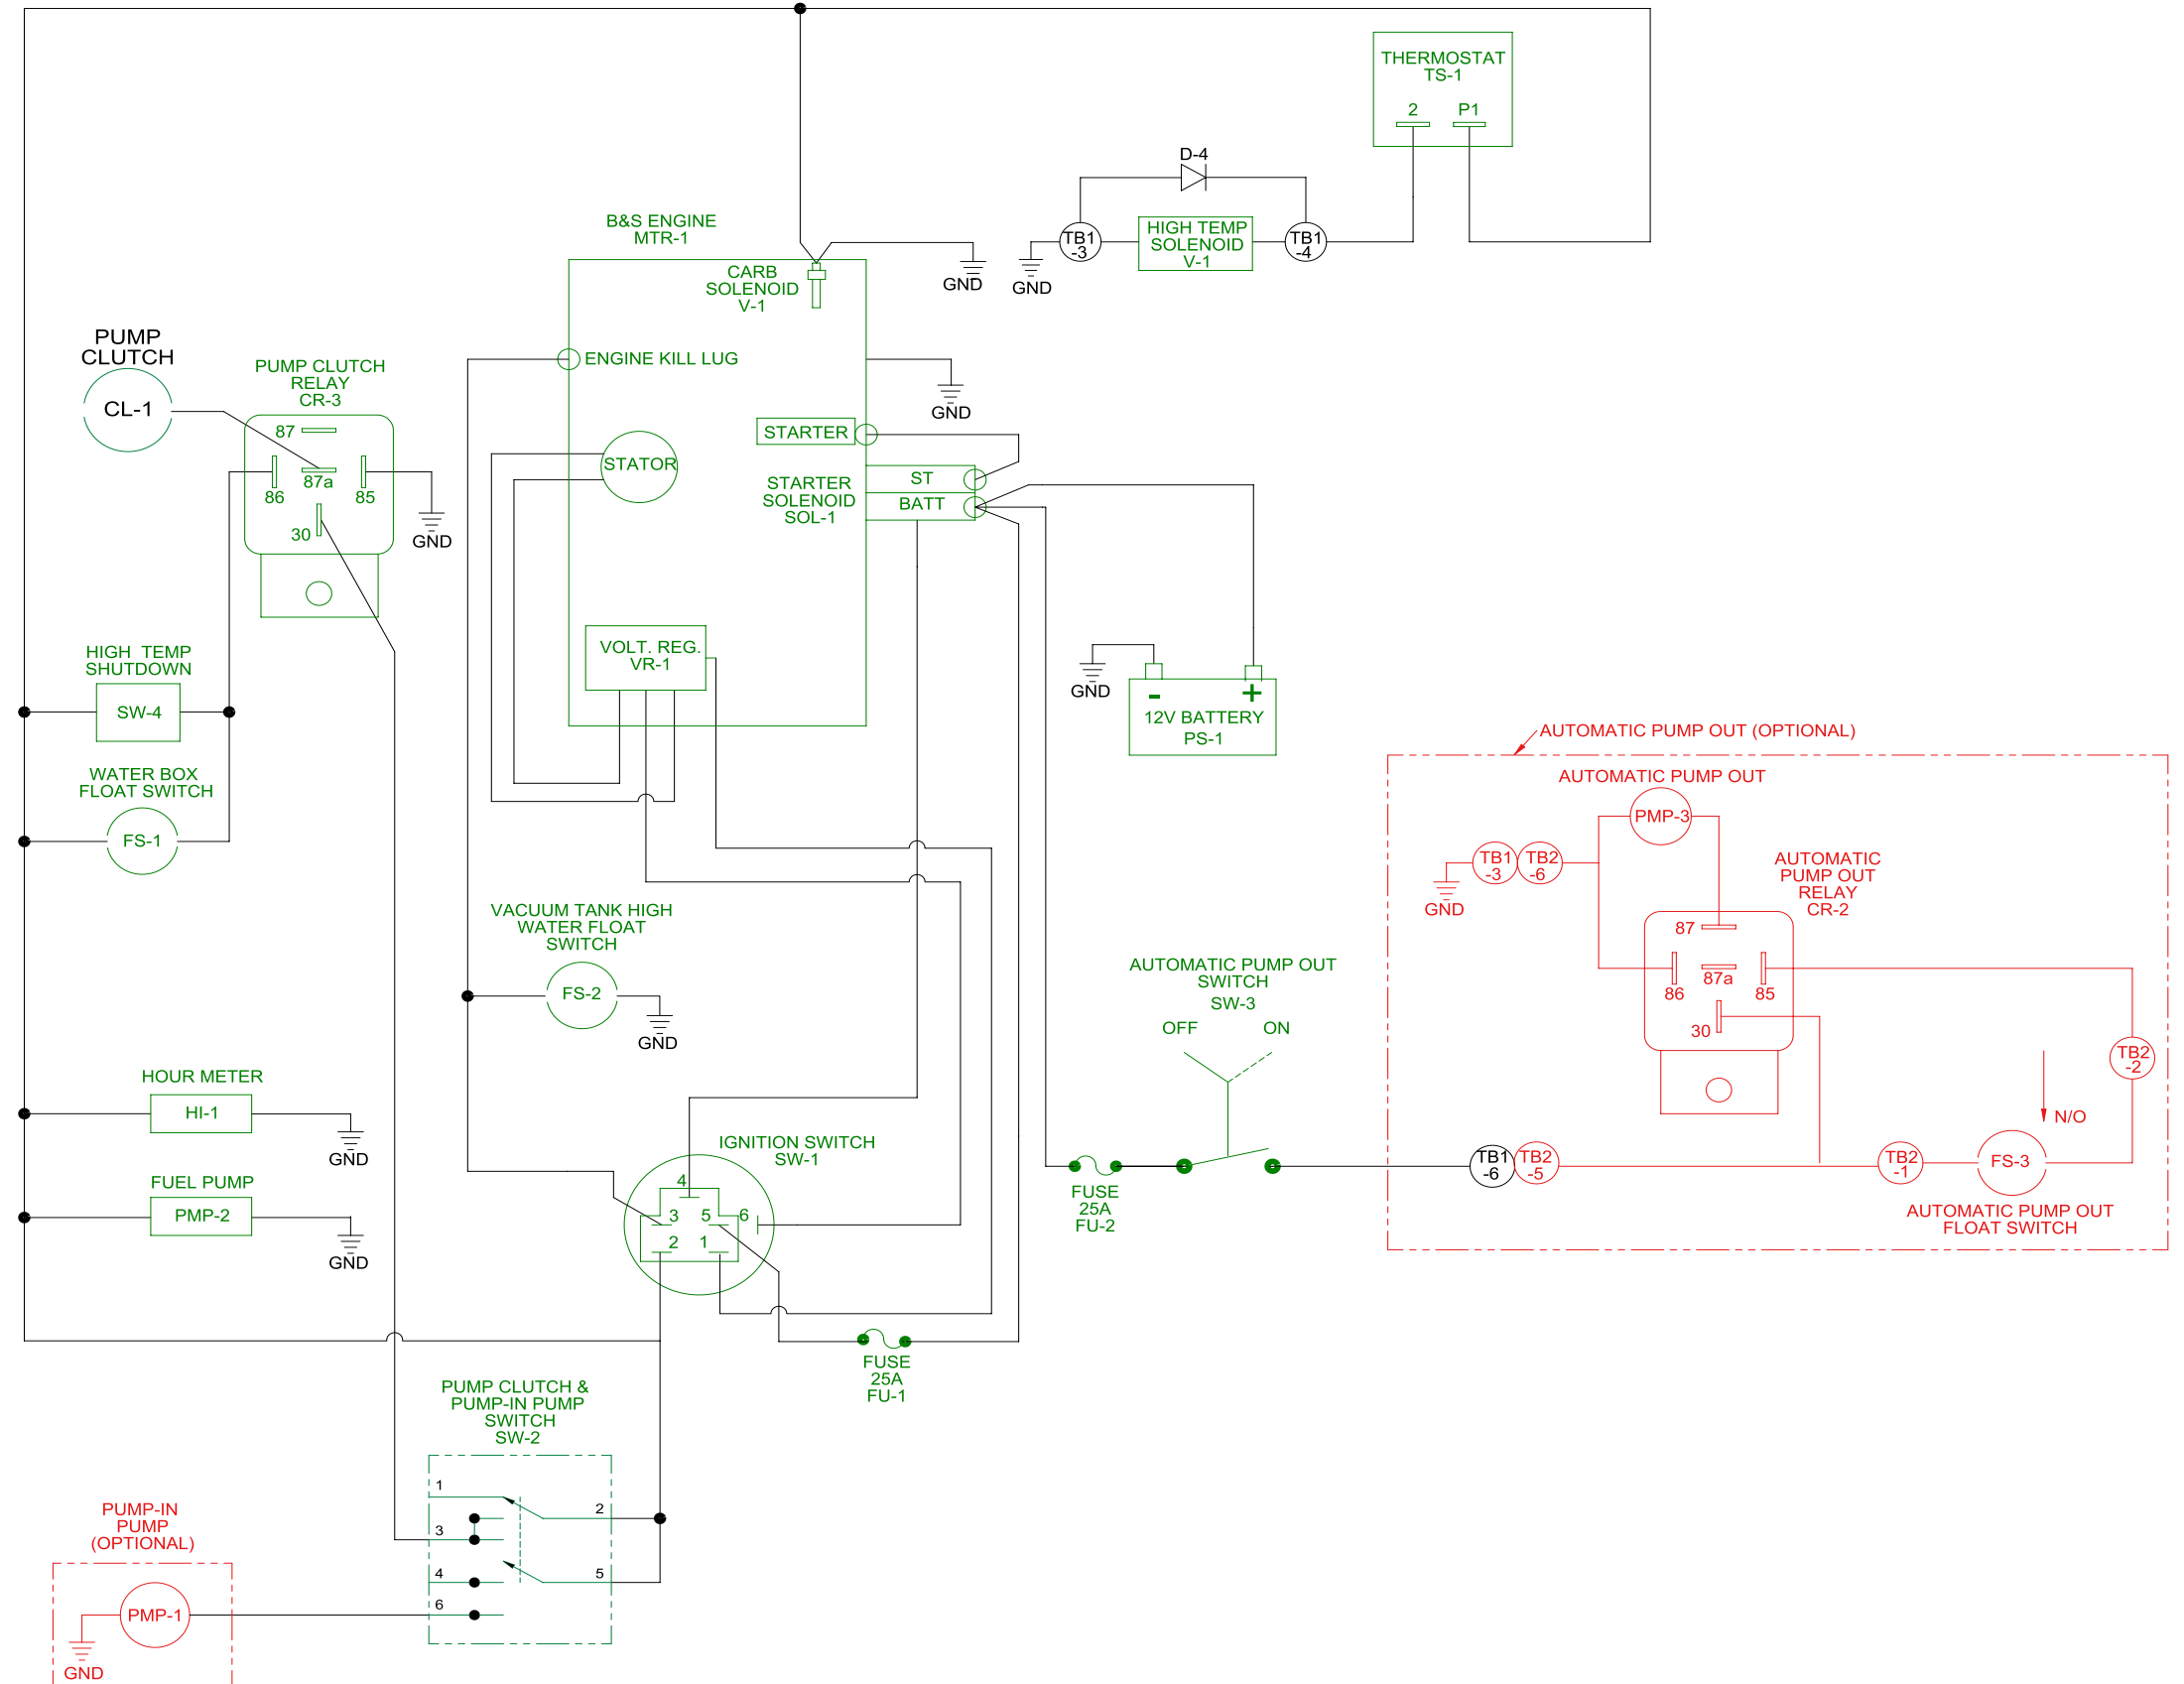 THERMOSTAT
TS-1
2
P1
D-4
TB1
-3
HIGH TEMP
SOLENOID
V-1
TB1
-4
GND
GND
B&S ENGINE
MTR-1
CARB
SOLENOID
V-1
ENGINE KILL LUG
GND
STARTER
STATOR
STARTER
SOLENOID
SOL-1
ST
BATT
VOLT. REG.
VR-1
PUMP
CLUTCH
CL-1
PUMP CLUTCH
RELAY
CR-3
87
87a
86
85
30
GND
HIGH TEMP
SHUTDOWN
SW-4
WATER BOX
FLOAT SWITCH
FS-1
GND
-
+
12V BATTERY
PS-1
AUTOMATIC PUMP OUT (OPTIONAL)
AUTOMATIC PUMP OUT
PMP-3
TB1
-3
TB2
-6
GND
AUTOMATIC
PUMP OUT
RELAY
CR-2
87
87a
86
85
30
TB2
-2
N/O
TB1
-6
TB2
-5
TB2
-1
FS-3
AUTOMATIC PUMP OUT
FLOAT SWITCH
VACUUM TANK HIGH
WATER FLOAT
SWITCH
FS-2
GND
AUTOMATIC PUMP OUT
SWITCH
SW-3
OFF
ON
FUSE
25A
FU-2
HOUR METER
HI-1
GND
FUEL PUMP
PMP-2
GND
IGNITION SWITCH
SW-1
4
3
5
6
2
1
FUSE
25A
FU-1
PUMP CLUTCH &
PUMP-IN PUMP
SWITCH
SW-2
1
2
3
4
5
6
PUMP-IN
PUMP
(OPTIONAL)
PMP-1
GND